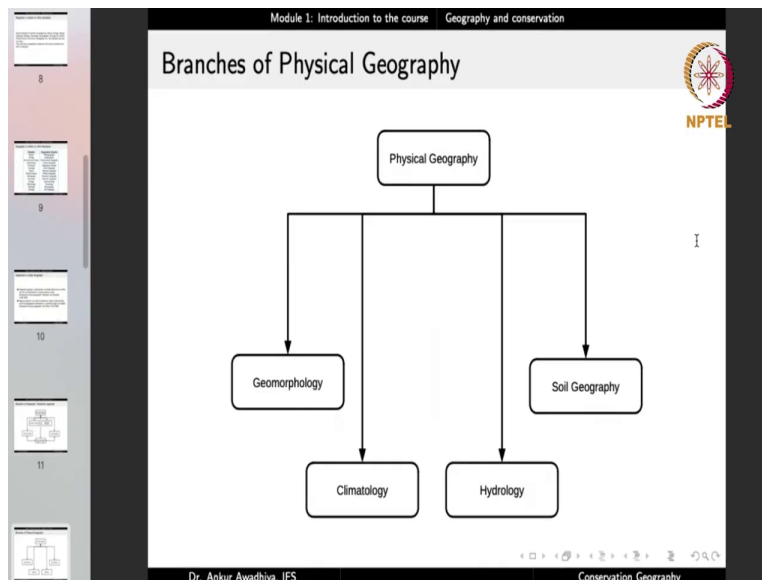 Module 1: Introduction to the course Geography and conservation
Branches of Physical Geography
NPTEL
Physical Geography
Geomorphology
Soil Geography
Climatology
Hydrology
8
9
10
11
Dr. Ankur Awadhiya, IFS Conservation Geography